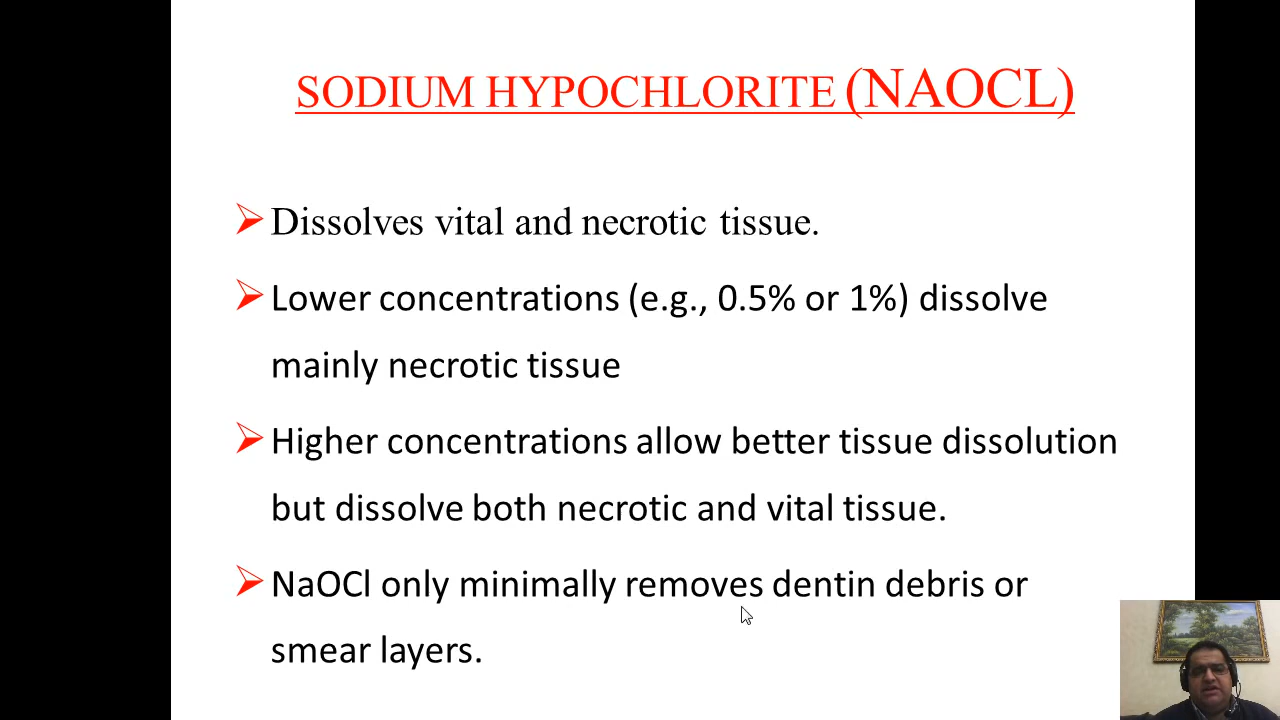 SODIUM HYPOCHLORITE (NAOCL)
Dissolves vital and necrotic tissue.
Lower concentrations (e.g., 0.5% or 1%) dissolve
mainly necrotic tissue
Higher concentrations allow better tissue dissolution
but dissolve both necrotic and vital tissue.
NaOCl only minimally removes dentin debris or
smear layers.